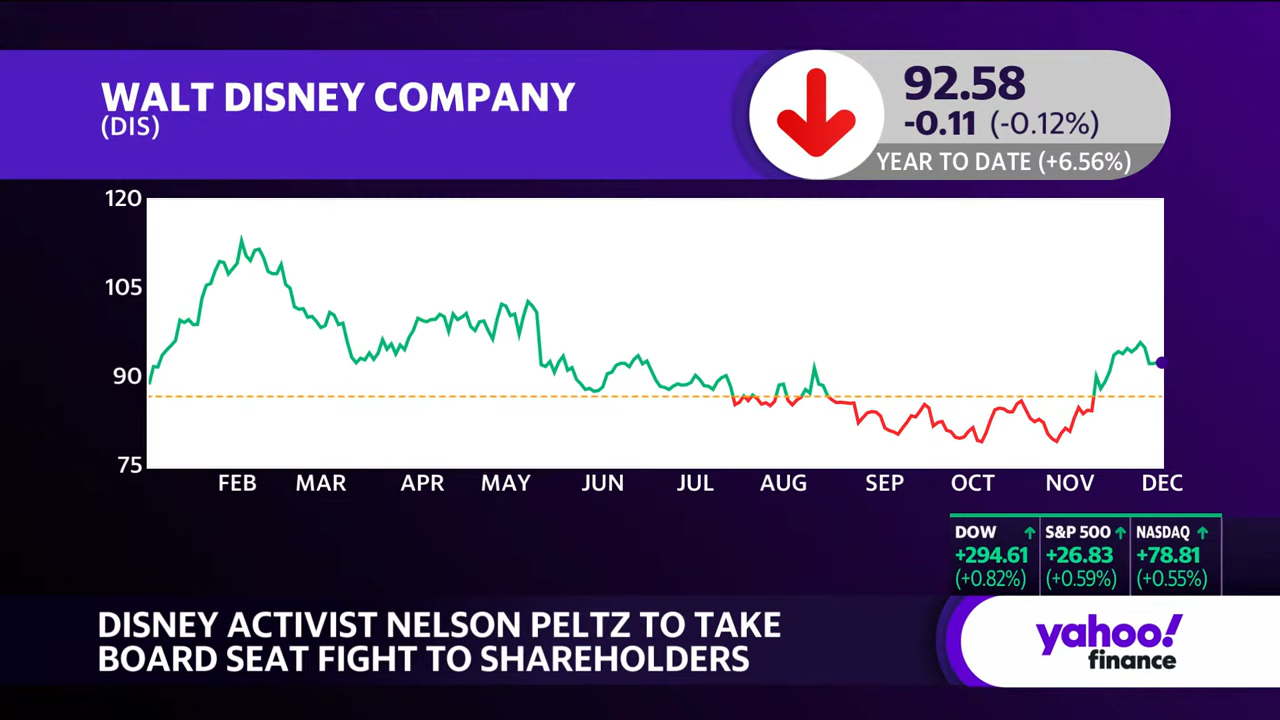 WALT DISNEY COMPANY
(DIS)
92.58
-0.11 (-0.12%)
YEAR TO DATE (+6.56%)
120
105
90
75
FEB MAR APR MAY JUN JUL AUG SEP OCT NOV DEC
DOW S&P 500 NASDAQ
+294.61 +26.83 +78.81
(+0.82%) (+0.59%) (+0.55%)
DISNEY ACTIVIST NELSON PELTZ TO TAKE
BOARD SEAT FIGHT TO SHAREHOLDERS
yahoo!
finance